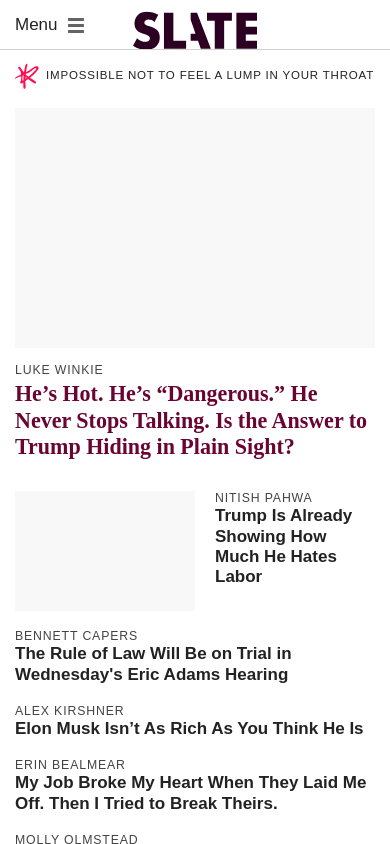 Menu
SLATE
IMPOSSIBLE NOT TO FEEL A LUMP IN YOUR THROAT
LUKE WINKIE
He’s Hot. He’s “Dangerous.” He
Never Stops Talking. Is the Answer to
Trump Hiding in Plain Sight?
NITISH PAHWA
Trump Is Already
Showing How
Much He Hates
Labor
BENNETT CAPERS
The Rule of Law Will Be on Trial in
Wednesday's Eric Adams Hearing
ALEX KIRSHNER
Elon Musk Isn’t As Rich As You Think He Is
ERIN BEALMEAR
My Job Broke My Heart When They Laid Me
Off. Then I Tried to Break Theirs.
MOLLY OLMSTEAD